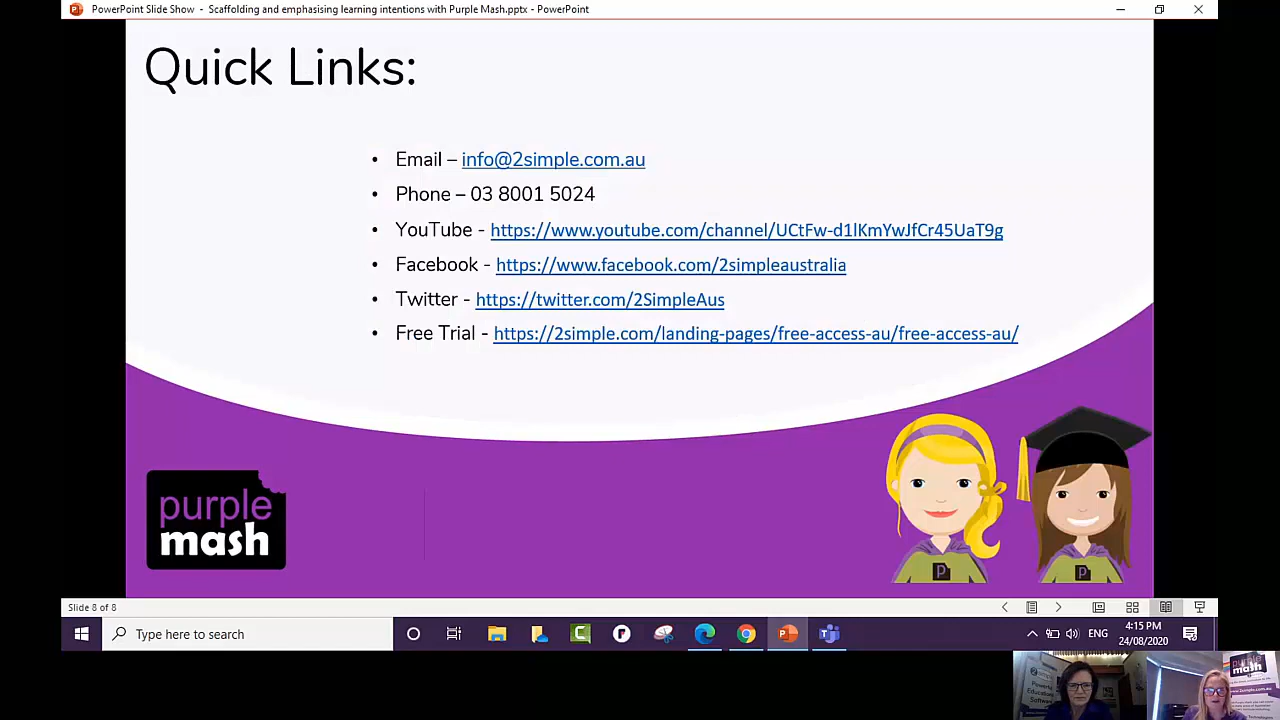 PowerPoint Slide Show - Scaffolding and emphasising learning intentions with Purple Mash.pptx - PowerPoint
Quick Links:
• Email – info@2simple.com.au
• Phone – 03 8001 5024
• YouTube - https://www.youtube.com/channel/UCtFw-d1lKmYwJfCr45UaT9g
• Facebook - https://www.facebook.com/2simpleaustralia
• Twitter - https://twitter.com/2SimpleAus
• Free Trial - https://2simple.com/landing-pages/free-access-au/free-access-au/
purple
mash
Slide 8 of 8
Type here to search
ENG
4:15 PM
24/08/2020
purple
mash